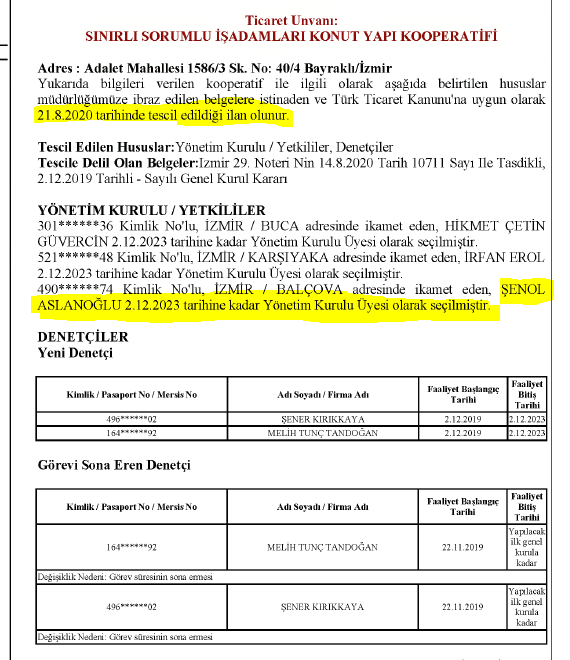 Ticaret Unvanı:
SINIRLI SORUMLU İŞADAMLARI KONUT YAPI KOOPERATİFİ
Adres : Adalet Mahallesi 1586/3 Sk. No: 40/4 Bayraklı/İzmir
Yukarıda bilgileri verilen kooperatif ile ilgili olarak aşağıda belirtilen hususlar
müdürlüğümüze ibraz edilen belgelere istinaden ve Türk Ticaret Kanunu'na uygun olarak
21.8.2020 tarihinde tescil edildiği ilan olunur.
Tescil Edilen Hususlar:Yönetim Kurulu / Yetkililer, Denetçiler
Tescile Delil Olan Belgeler:Izmir 29. Noteri Nin 14.8.2020 Tarih 10711 Sayı Ile Tasdikli,
2.12.2019 Tarihli - Sayılı Genel Kurul Kararı
YÖNETİM KURULU / YETKİLİLER
301******36 Kimlik No'lu, İZMİR / BUCA adresinde ikamet eden, HİKMET ÇETİN
GÜVERCİN 2.12.2023 tarihine kadar Yönetim Kurulu Üyesi olarak seçilmiştir.
521******48 Kimlik No'lu, İZMİR / KARŞIYAKA adresinde ikamet eden, İRFAN EROL
2.12.2023 tarihine kadar Yönetim Kurulu Üyesi olarak seçilmiştir.
490******74 Kimlik No'lu, İZMİR / BALÇOVA adresinde ikamet eden, ŞENOL
ASLANOĞLU 2.12.2023 tarihine kadar Yönetim Kurulu Üyesi olarak seçilmiştir.
DENETÇİLER
Yeni Denetçi
Kimlik / Pasaport No / Mersis No Adı Soyadı / Firma Adı Faaliyet Başlangıç Tarihi Faaliyet Bitiş Tarihi
496******02 ŞENER KIRIKKAYA 2.12.2019 2.12.2023
164******92 MELİH TUNÇ TANDOĞAN 2.12.2019 2.12.2023
Görevi Sona Eren Denetçi
Kimlik / Pasaport No / Mersis No Adı Soyadı / Firma Adı Faaliyet Başlangıç Tarihi Faaliyet Bitiş Tarihi
164******92 MELİH TUNÇ TANDOĞAN 22.11.2019 Yapılacak ilk genel kurula kadar
Değişiklik Nedeni: Görev süresinin sona ermesi
496******02 ŞENER KIRIKKAYA 22.11.2019 Yapılacak ilk genel kurula kadar
Değişiklik Nedeni: Görev süresinin sona ermesi